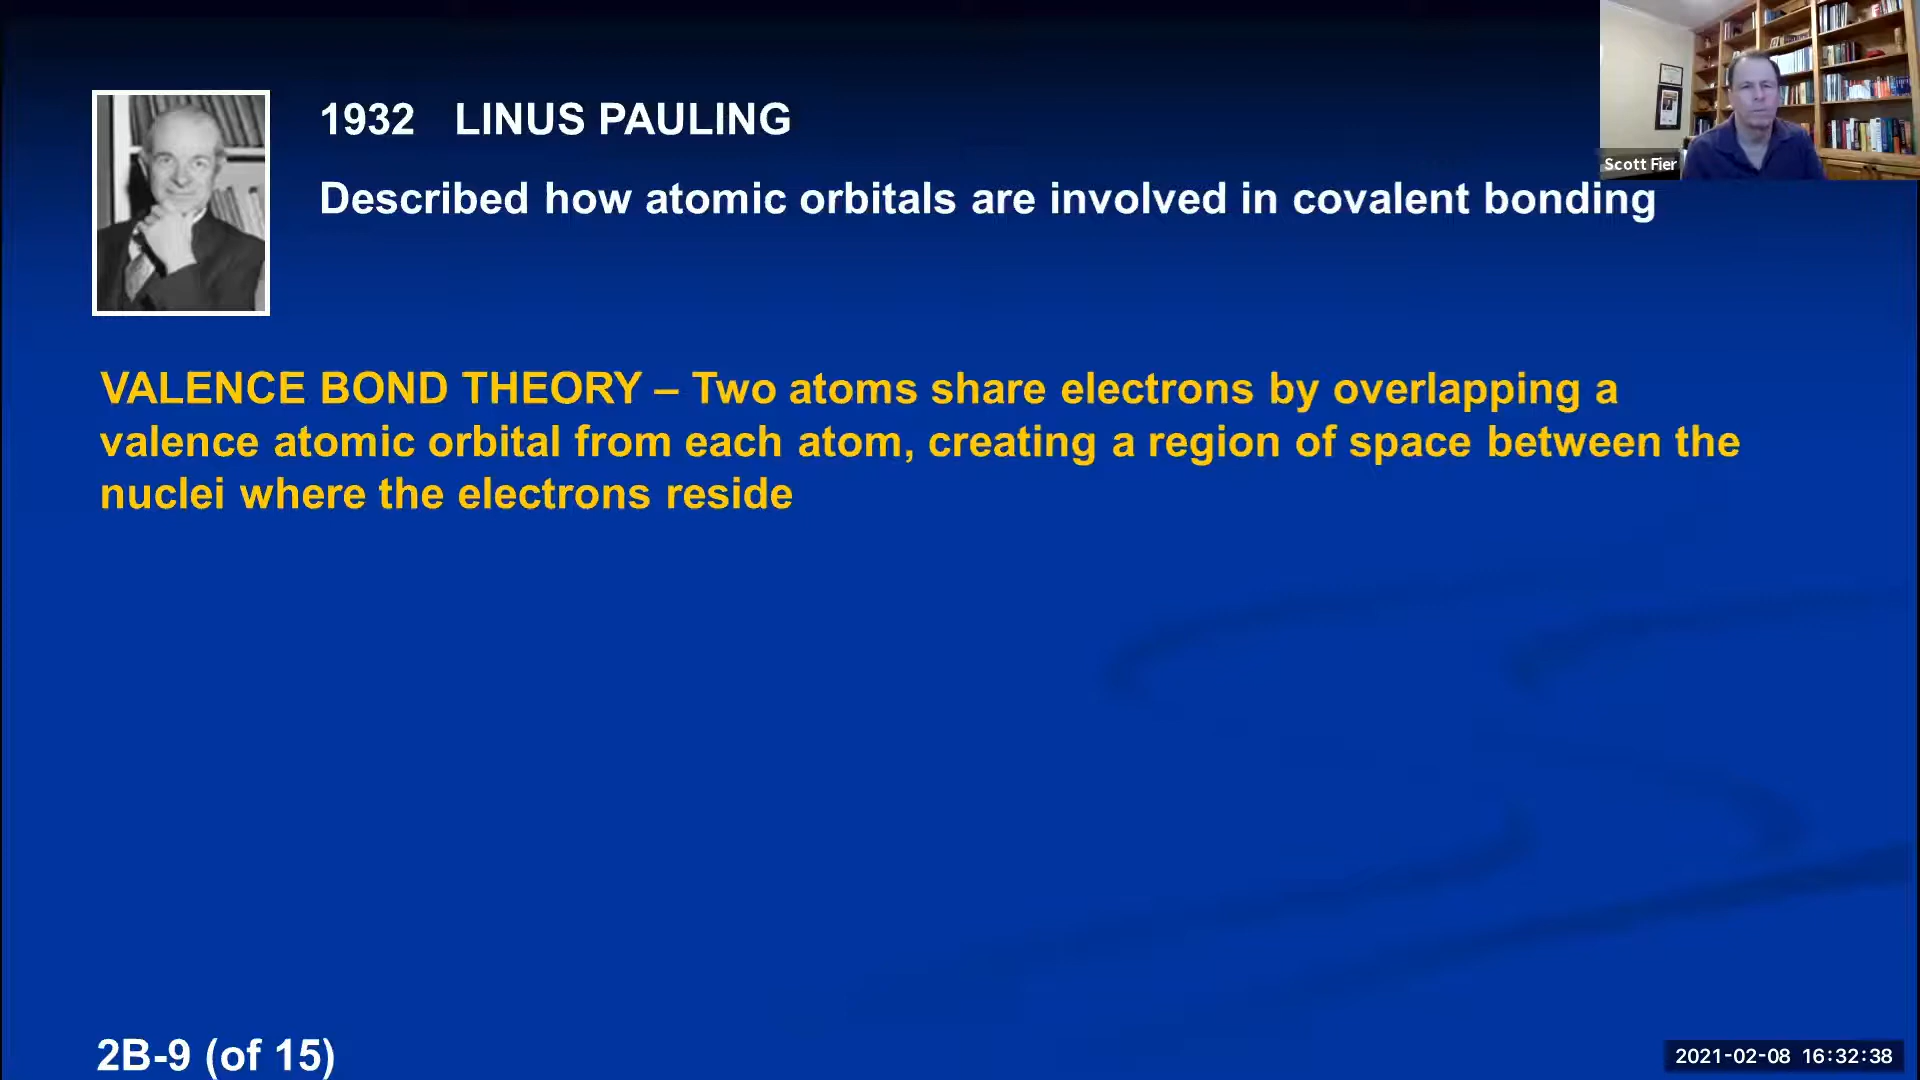 1932 LINUS PAULING
Scott Fier
Described how atomic orbitals are involved in covalent bonding
VALENCE BOND THEORY – Two atoms share electrons by overlapping a
valence atomic orbital from each atom, creating a region of space between the
nuclei where the electrons reside
2B-9 (of 15)
2021-02-08 16:32:38